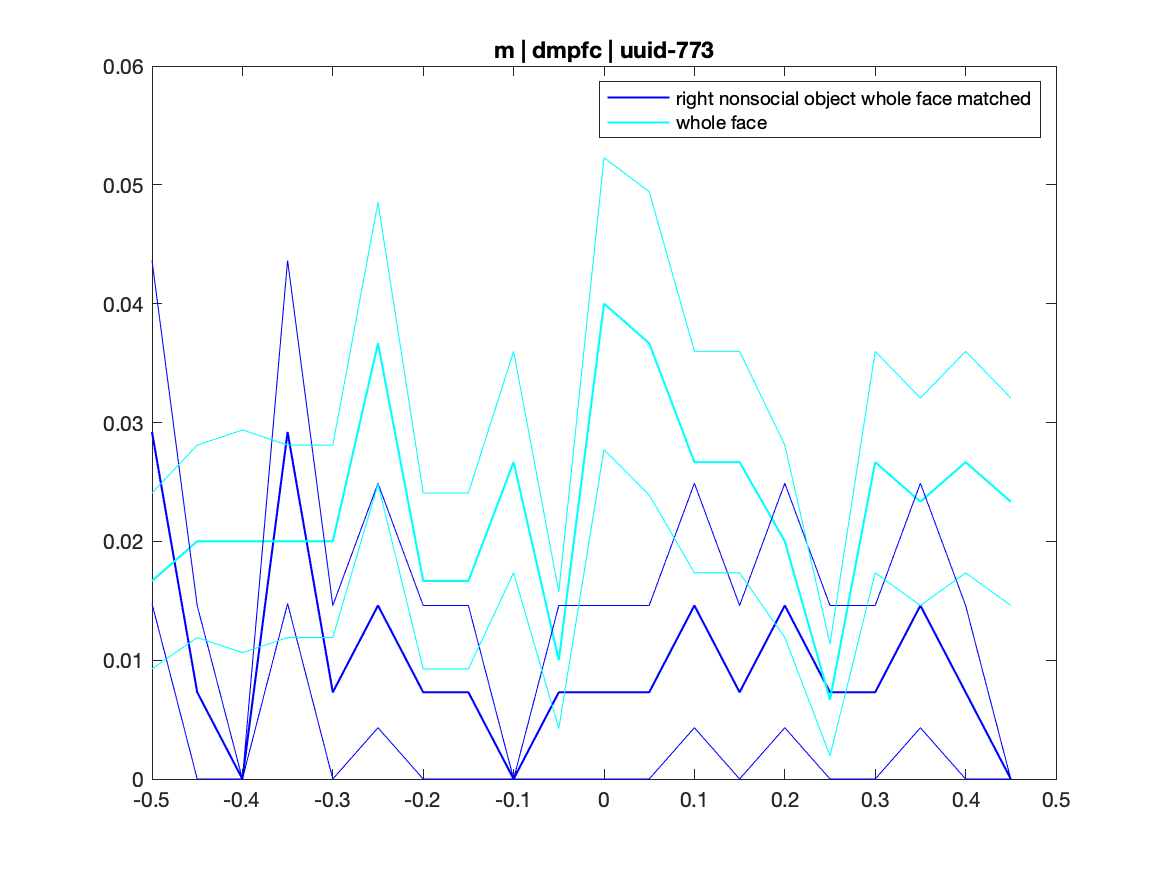 m | dmpfc | uuid-773
0.06
right nonsocial object whole face matched
whole face
0.05
0.04
0.03
0.02
0.01
0
-0.5 -0.4 -0.3 -0.2 -0.1 0 0.1 0.2 0.3 0.4 0.5